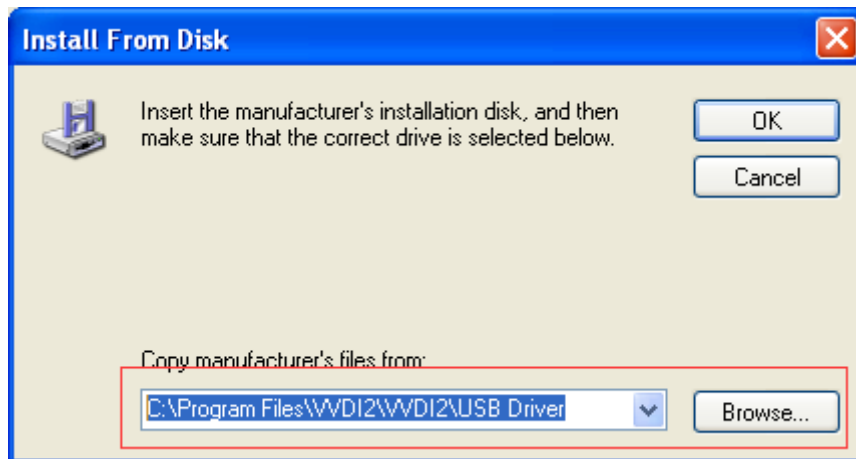 Install From Disk
Insert the manufacturer's installation disk, and then
make sure that the correct drive is selected below.
OK
Cancel
Copy manufacturer's files from:
C:\Program Files\VVDI2\VVDI2\USB Driver
Browse...